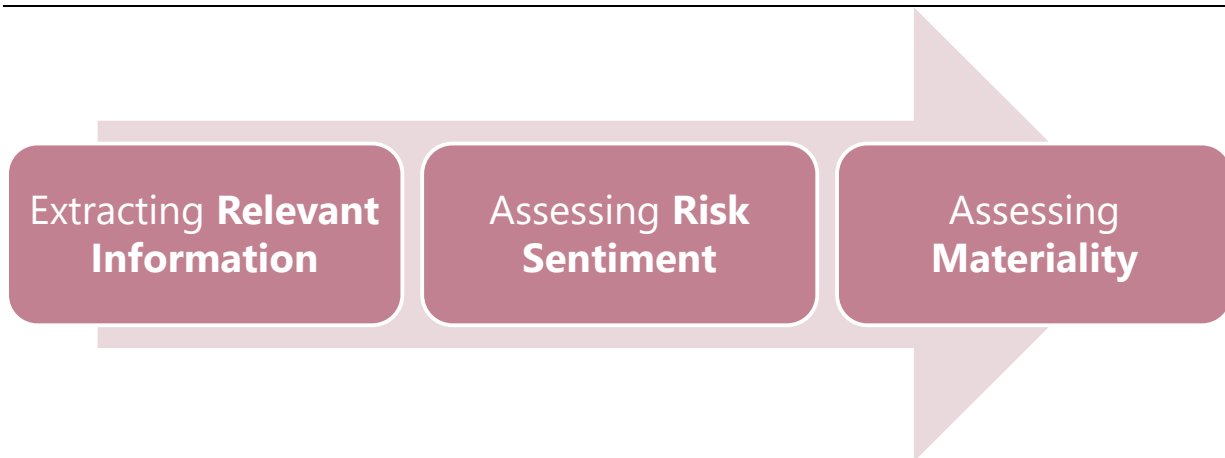 Extracting Relevant
Information
Assessing Risk
Sentiment
Assessing
Materiality